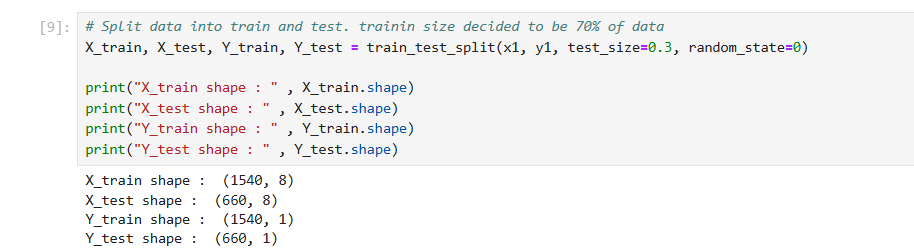 [9]: # Split data into train and test. trainin size decided to be 70% of data
X_train, X_test, Y_train, Y_test = train_test_split(x1, y1, test_size=0.3, random_state=0)
print("X_train shape : " , X_train.shape)
print("X_test shape : " , X_test.shape)
print("Y_train shape : " , Y_train.shape)
print("Y_test shape : " , Y_test.shape)
X_train shape :  (1540, 8)
X_test shape :  (660, 8)
Y_train shape :  (1540, 1)
Y_test shape :  (660, 1)